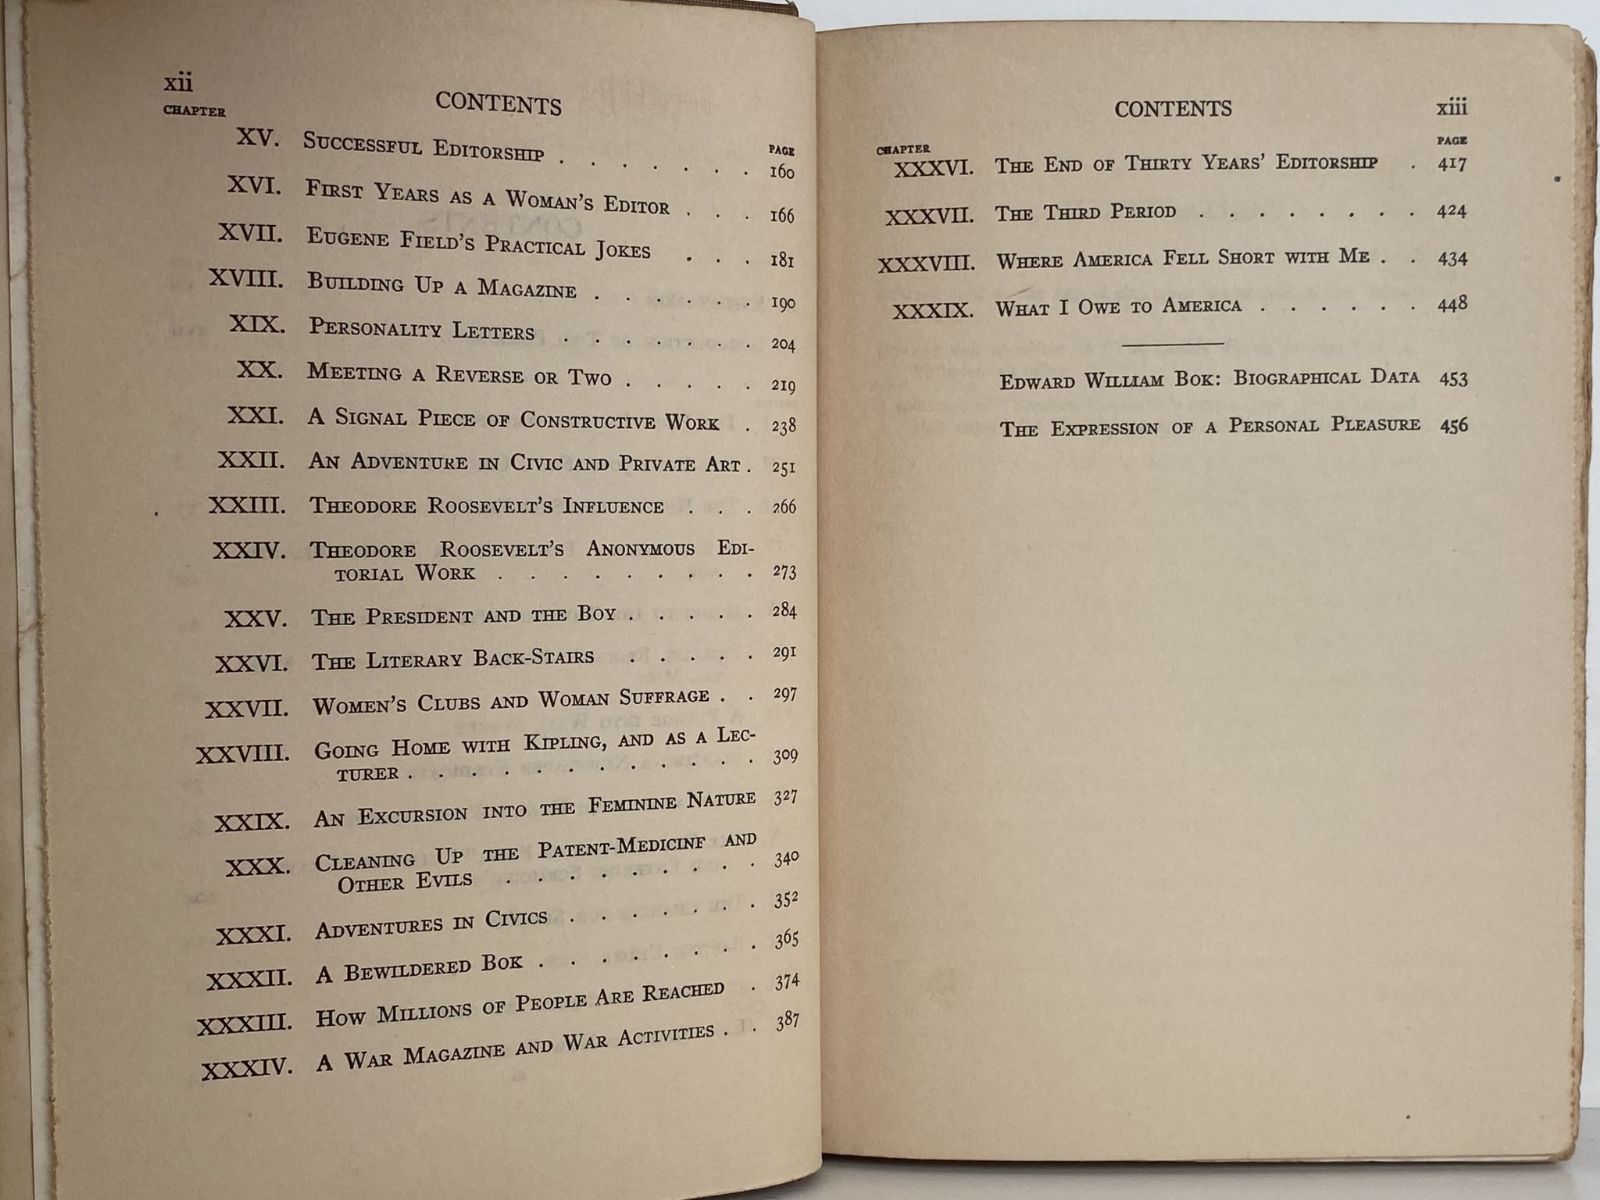 xii
CONTENTS
CHAPTER
PAGE
XV. SUCCESSFUL EDITORSHIP . . . . . . . 160
XVI. FIRST YEARS AS A WOMAN'S EDITOR . . . 166
XVII. EUGENE FIELD'S PRACTICAL JOKES . . . 181
XVIII. BUILDING UP A MAGAZINE . . . . . . 190
XIX. PERSONALITY LETTERS . . . . . . . 204
XX. MEETING A REVERSE OR TWO . . . . . 219
XXI. A SIGNAL PIECE OF CONSTRUCTIVE WORK . 238
XXII. AN ADVENTURE IN CIVIC AND PRIVATE ART . 251
XXIII. THEODORE ROOSEVELT'S INFLUENCE . . . 266
XXIV. THEODORE ROOSEVELT'S ANONYMOUS EDI-
TORIAL WORK . . . . . . . . . 273
XXV. THE PRESIDENT AND THE BOY . . . . . 284
XXVI. THE LITERARY BACK-STAIRS . . . . . 291
XXVII. WOMEN'S CLUBS AND WOMAN SUFFRAGE . . 297
XXVIII. GOING HOME WITH KIPLING, AND AS A LEC-
TURER . . . . . . . . . . . . 309
XXIX. AN EXCURSION INTO THE FEMININE NATURE 327
XXX. CLEANING UP THE PATENT-MEDICINE AND
OTHER EVILS . . . . . . . . . 340
XXXI. ADVENTURES IN CIVICS . . . . . . . 352
XXXII. A BEWILDERED BOK . . . . . . . . 365
XXXIII. HOW MILLIONS OF PEOPLE ARE REACHED . 374
XXXIV. A WAR MAGAZINE AND WAR ACTIVITIES . . 387
CONTENTS xiii
CHAPTER PAGE
XXXVI. THE END OF THIRTY YEARS' EDITORSHIP . 417
XXXVII. THE THIRD PERIOD . . . . . . . . 424
XXXVIII. WHERE AMERICA FELL SHORT WITH ME . . 434
XXXIX. WHAT I OWE TO AMERICA . . . . . . 448
EDWARD WILLIAM BOK: BIOGRAPHICAL DATA 453
THE EXPRESSION OF A PERSONAL PLEASURE 456